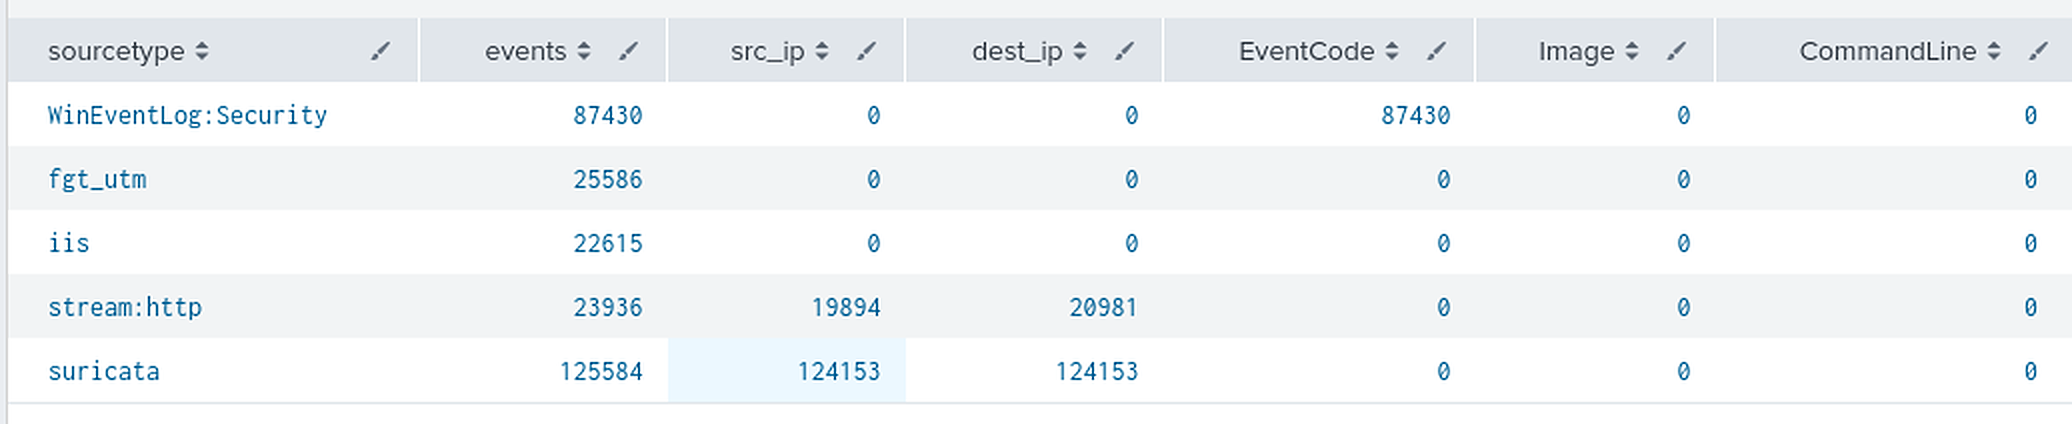 sourcetype events src_ip dest_ip EventCode Image CommandLine
WinEventLog:Security 87430 0 0 87430 0 0
fgt_utm 25586 0 0 0 0 0
iis 22615 0 0 0 0 0
stream:http 23936 19894 20981 0 0 0
suricata 125584 124153 124153 0 0 0